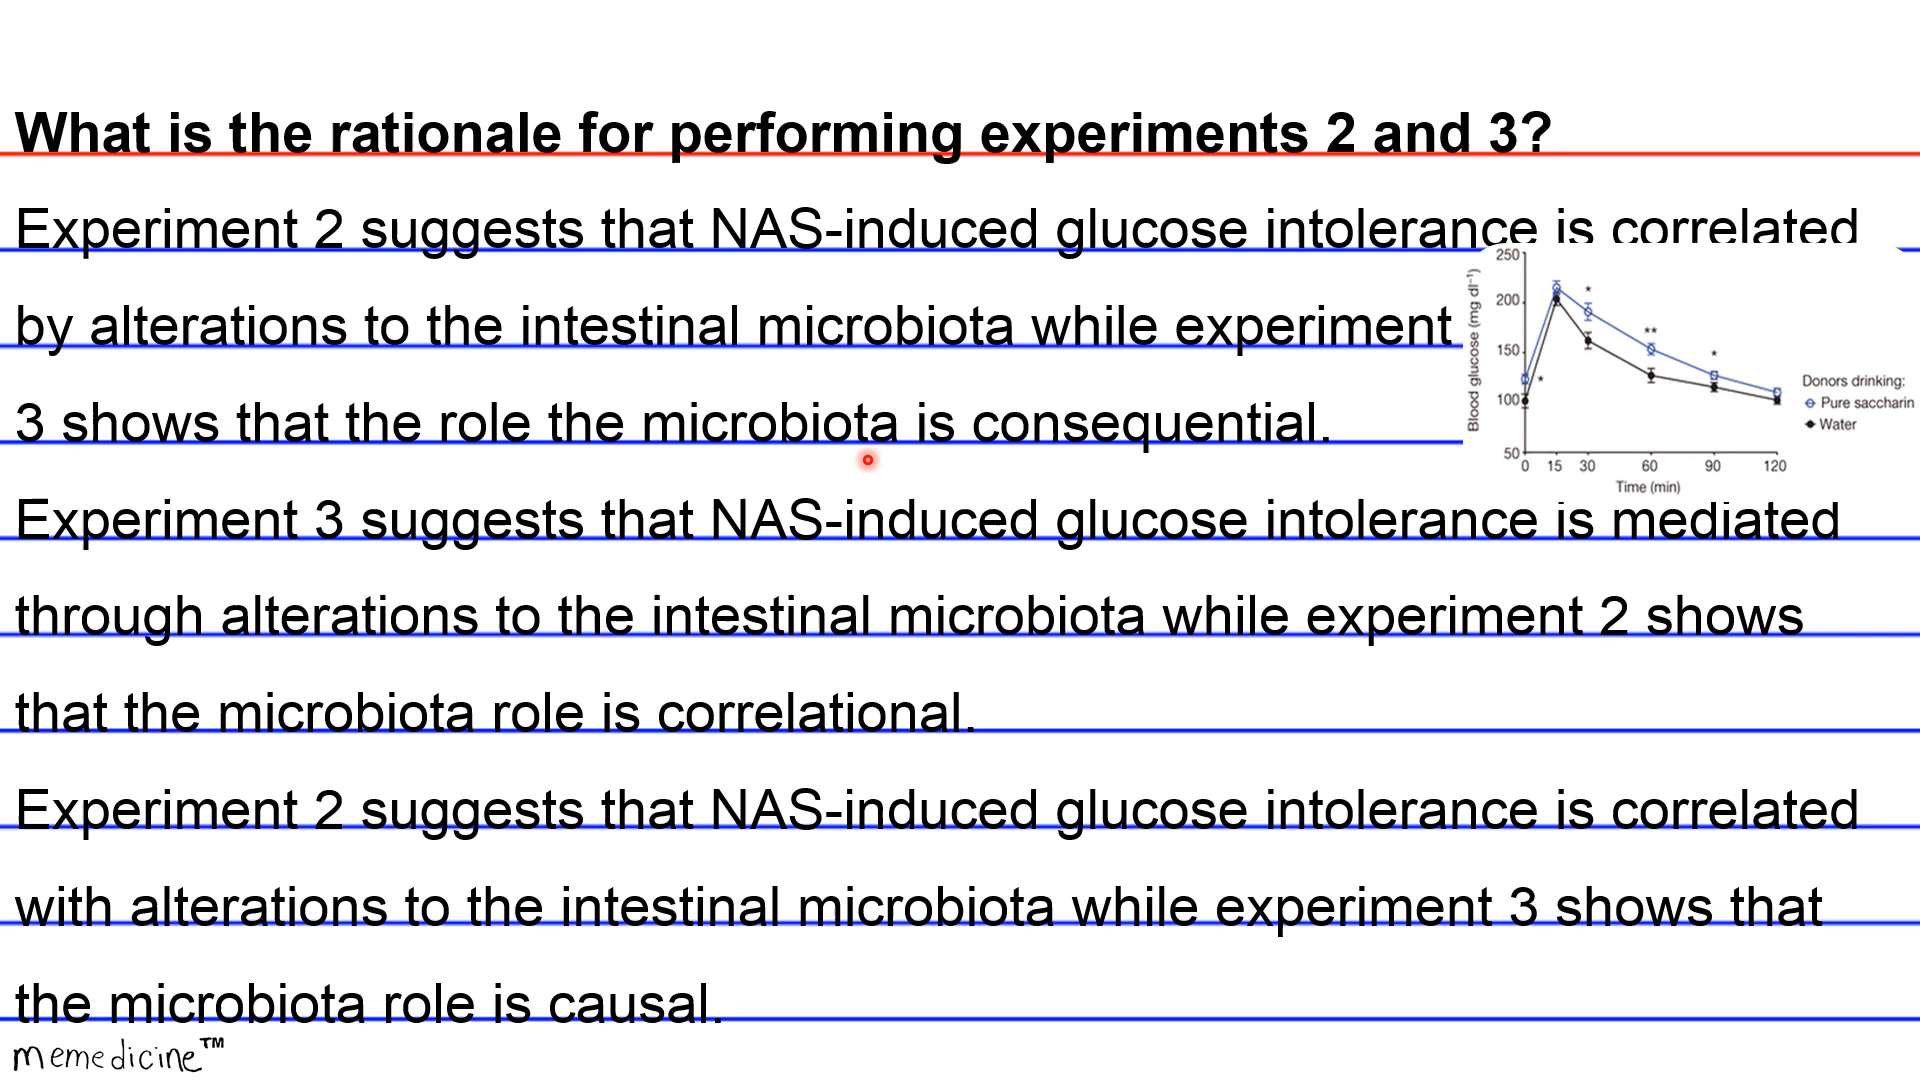 What is the rationale for performing experiments 2 and 3?
Experiment 2 suggests that NAS-induced glucose intolerance is correlated
by alterations to the intestinal microbiota while experiment
3 shows that the role the microbiota is consequential.
Experiment 3 suggests that NAS-induced glucose intolerance is mediated
through alterations to the intestinal microbiota while experiment 2 shows
that the microbiota role is correlational.
Experiment 2 suggests that NAS-induced glucose intolerance is correlated
with alterations to the intestinal microbiota while experiment 3 shows that
the microbiota role is causal.
Blood glucose (mg dl⁻¹)
250
200
150
100
50
*
*
**
*
0 15 30 60 90 120
Time (min)
Donors drinking:
Pure saccharin
Water
memedicine™